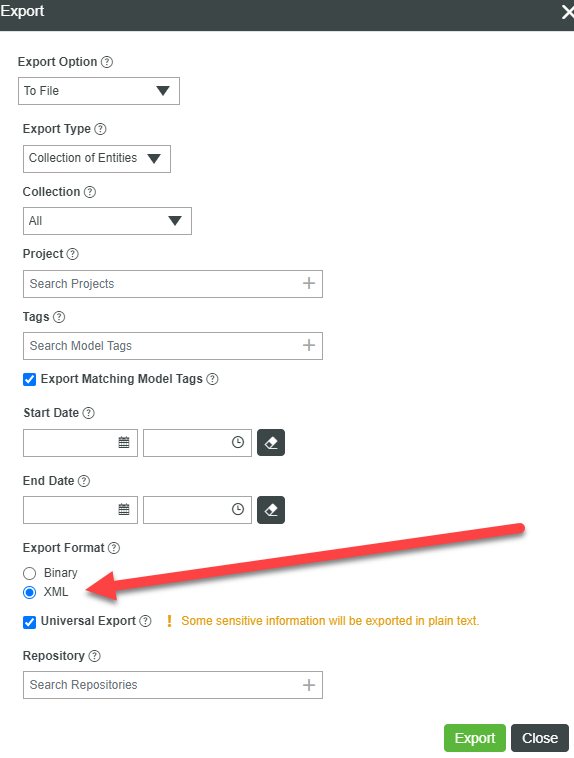 Export
Export Option
To File
Export Type
Collection of Entities
Collection
All
Project
Search Projects
Tags
Search Model Tags
Export Matching Model Tags
Start Date
End Date
Export Format
Binary
XML
Universal Export ! Some sensitive information will be exported in plain text.
Repository
Search Repositories
Export Close